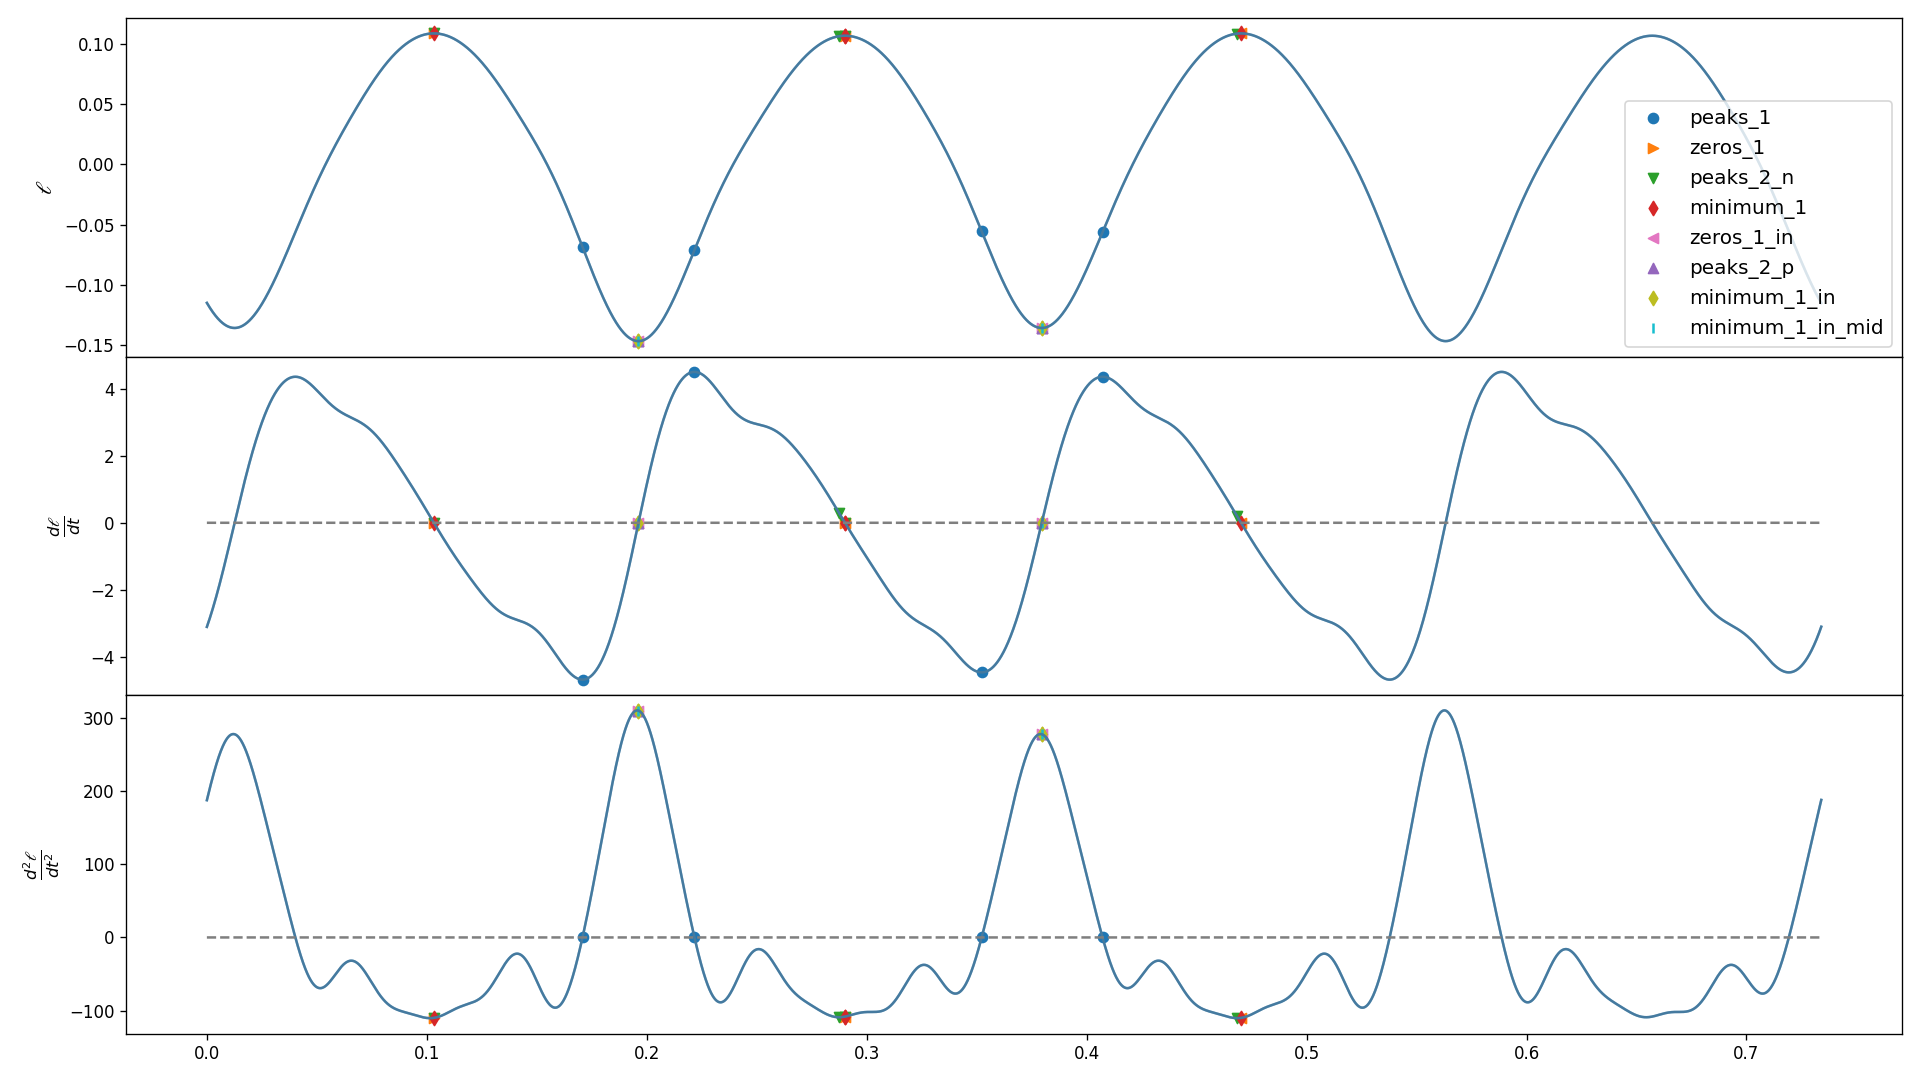 0.10
0.05
0.00
−0.05
−0.10
−0.15
ℓ
peaks_1
zeros_1
peaks_2_n
minimum_1
zeros_1_in
peaks_2_p
minimum_1_in
minimum_1_in_mid
4
2
0
−2
−4
dℓ
dt
300
200
100
0
−100
d²ℓ
dt²
0.0 0.1 0.2 0.3 0.4 0.5 0.6 0.7